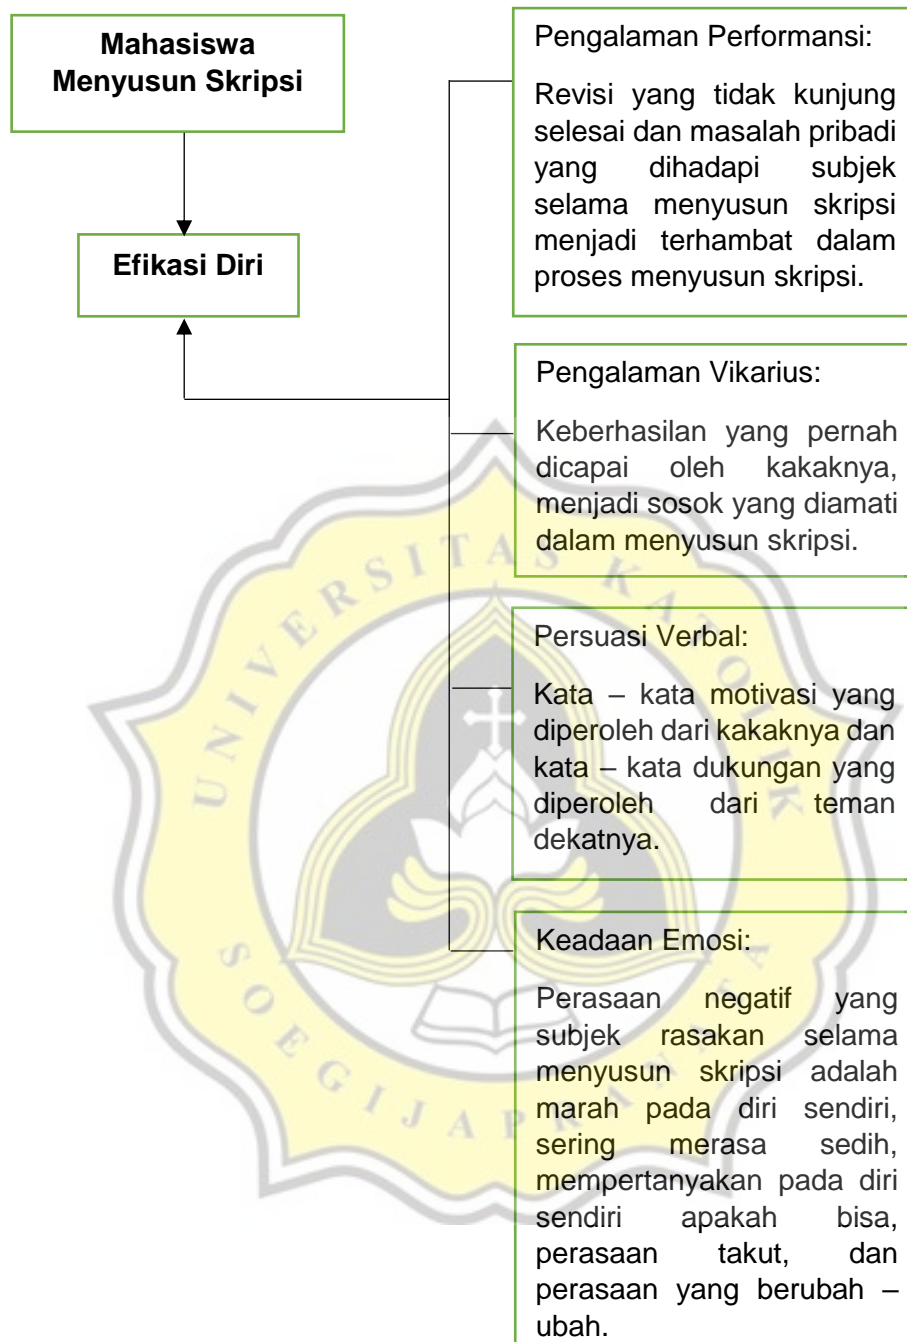 Mahasiswa
Menyusun Skripsi
Efikasi Diri
Pengalaman Performansi:
Revisi yang tidak kunjung
selesai dan masalah pribadi
yang dihadapi subjek
selama menyusun skripsi
menjadi terhambat dalam
proses menyusun skripsi.
Pengalaman Vikarius:
Keberhasilan yang pernah
dicapai oleh kakaknya,
menjadi sosok yang diamati
dalam menyusun skripsi.
Persuasi Verbal:
Kata – kata motivasi yang
diperoleh dari kakaknya dan
kata – kata dukungan yang
diperoleh dari teman
dekatnya.
Keadaan Emosi:
Perasaan negatif yang
subjek rasakan selama
menyusun skripsi adalah
marah pada diri sendiri,
sering merasa sedih,
mempertanyakan pada diri
sendiri apakah bisa,
perasaan takut, dan
perasaan yang berubah –
ubah.
UNIVERSITAS KATOLIK
SOEGIJAPRANATA